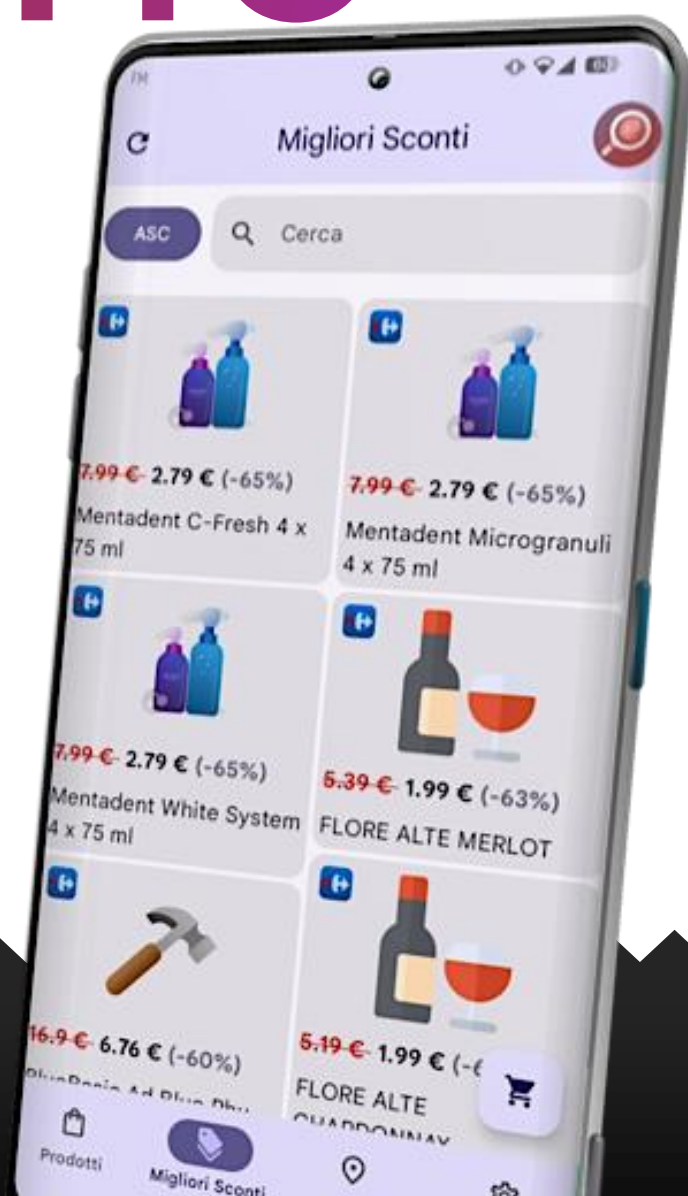 Migliori Sconti
ASC
Cerca
7.99 € 2.79 € (-65%)
Mentadent C-Fresh 4 x
75 ml
7.99 € 2.79 € (-65%)
Mentadent Microgranuli
4 x 75 ml
7.99 € 2.79 € (-65%)
Mentadent White System
4 x 75 ml
5.39 € 1.99 € (-63%)
FLORE ALTE MERLOT
16.9 € 6.76 € (-60%)
5.19 € 1.99 €
FLORE ALTE
CHARDONNAY
Prodotti
Migliori Sconti